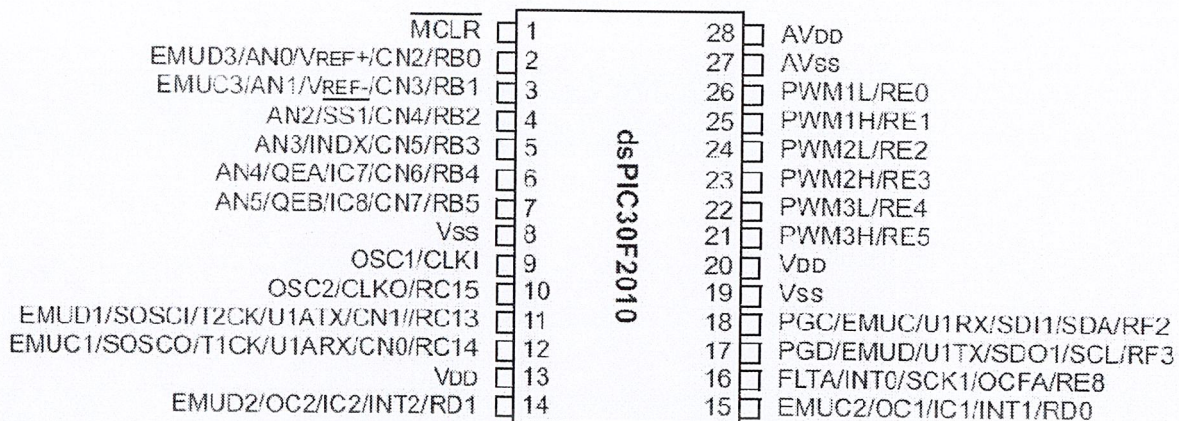 MCLR 1
EMUD3/AN0/VREF+/CN2/RB0 2
EMUC3/AN1/VREF-/CN3/RB1 3
AN2/SS1/CN4/RB2 4
AN3/INDX/CN5/RB3 5
AN4/QEA/IC7/CN6/RB4 6
AN5/QEB/IC8/CN7/RB5 7
VSS 8
OSC1/CLKI 9
OSC2/CLKO/RC15 10
EMUD1/SOSCI/T2CK/U1ATX/CN1//RC13 11
EMUC1/SOSCO/T1CK/U1ARX/CN0/RC14 12
VDD 13
EMUD2/OC2/IC2/INT2/RD1 14
dsPIC30F2010
28 AVDD
27 AVSS
26 PWM1L/RE0
25 PWM1H/RE1
24 PWM2L/RE2
23 PWM2H/RE3
22 PWM3L/RE4
21 PWM3H/RE5
20 VDD
19 VSS
18 PGC/EMUC/U1RX/SDI1/SDA/RF2
17 PGD/EMUD/U1TX/SDO1/SCL/RF3
16 FLTA/INT0/SCK1/OCFA/RE8
15 EMUC2/OC1/IC1/INT1/RD0